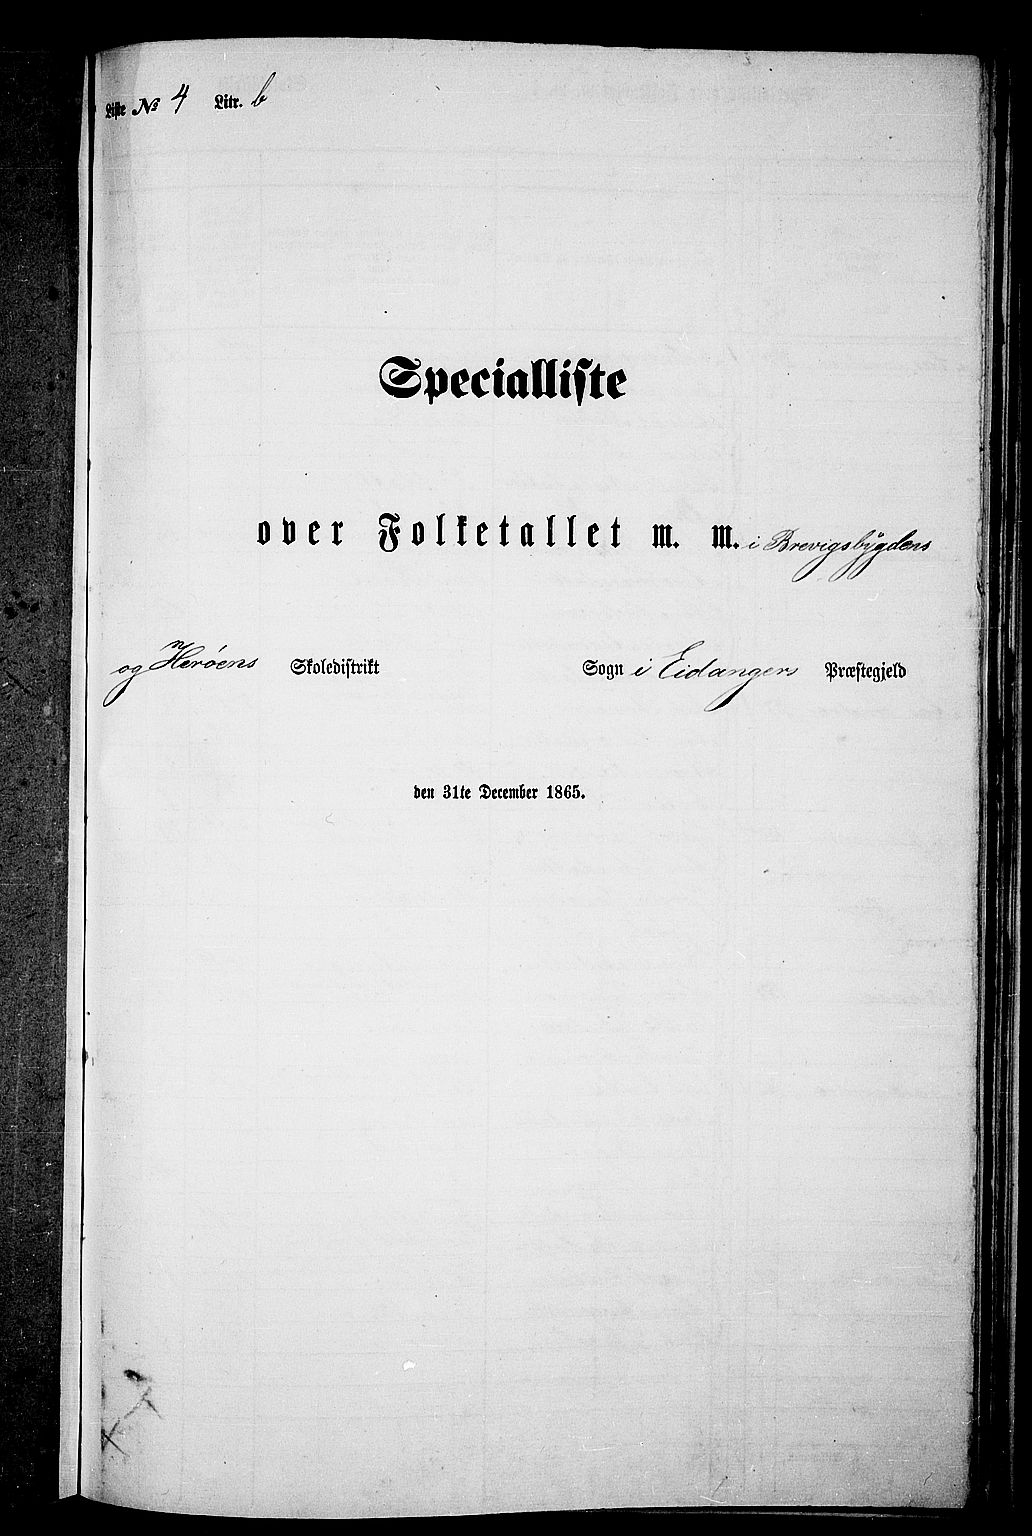 Liste № 4 Litr. b
Specialliste
over Folketallet m. m. i Brevigsbygdens
og Herøens Skoledistrikt Sogn i Eidangers Præstegjeld
den 31te December 1865.